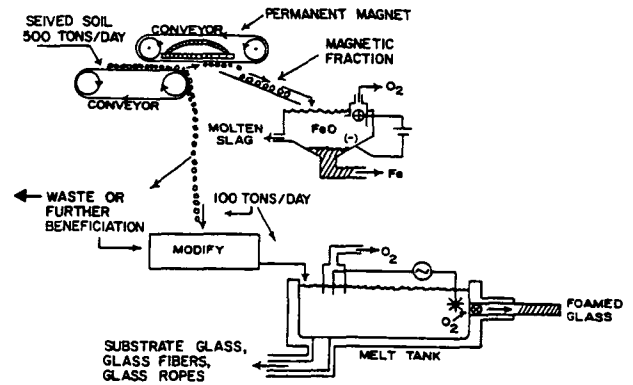 SEIVED SOIL
500 TONS/DAY
CONVEYOR
PERMANENT MAGNET
MAGNETIC
FRACTION
CONVEYOR
O₂
MOLTEN
SLAG
FeO
(-)
(+)
Fe
WASTE OR
FURTHER
BENEFICIATION
100 TONS/DAY
MODIFY
O₂
O₂
FOAMED
GLASS
SUBSTRATE GLASS,
GLASS FIBERS,
GLASS ROPES
MELT TANK